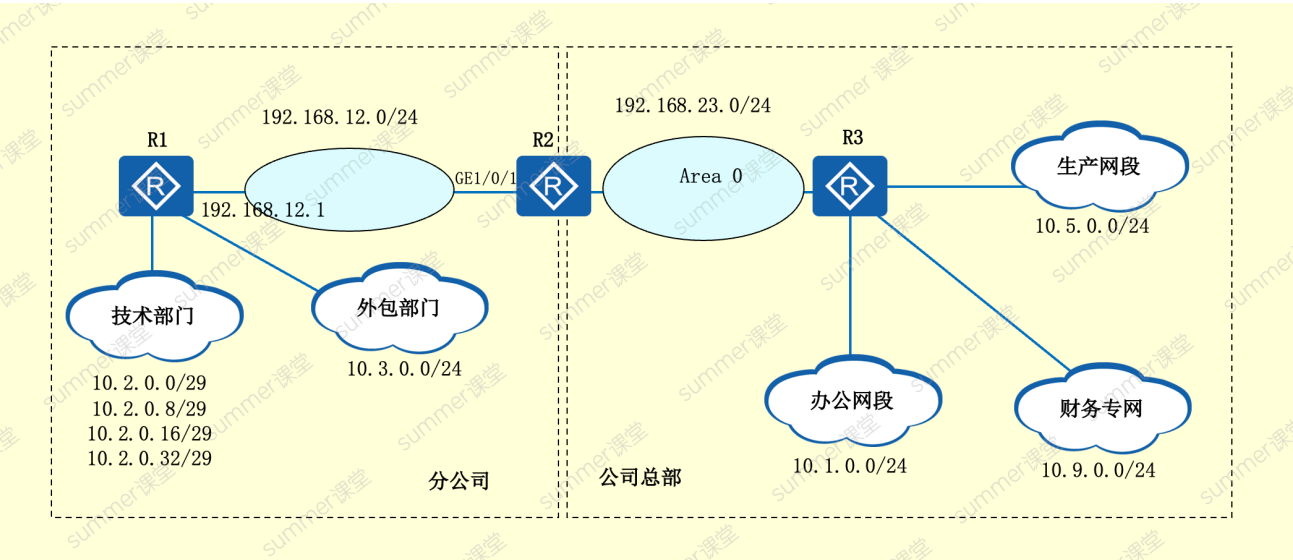 192.168.12.0/24
192.168.23.0/24
R1
R2
R3
GE1/0/1
Area 0
192.168.12.1
生产网段
10.5.0.0/24
技术部门
外包部门
10.2.0.0/29
10.2.0.8/29
10.2.0.16/29
10.2.0.32/29
10.3.0.0/24
办公网段
10.1.0.0/24
财务专网
10.9.0.0/24
分公司
公司总部
summer课堂